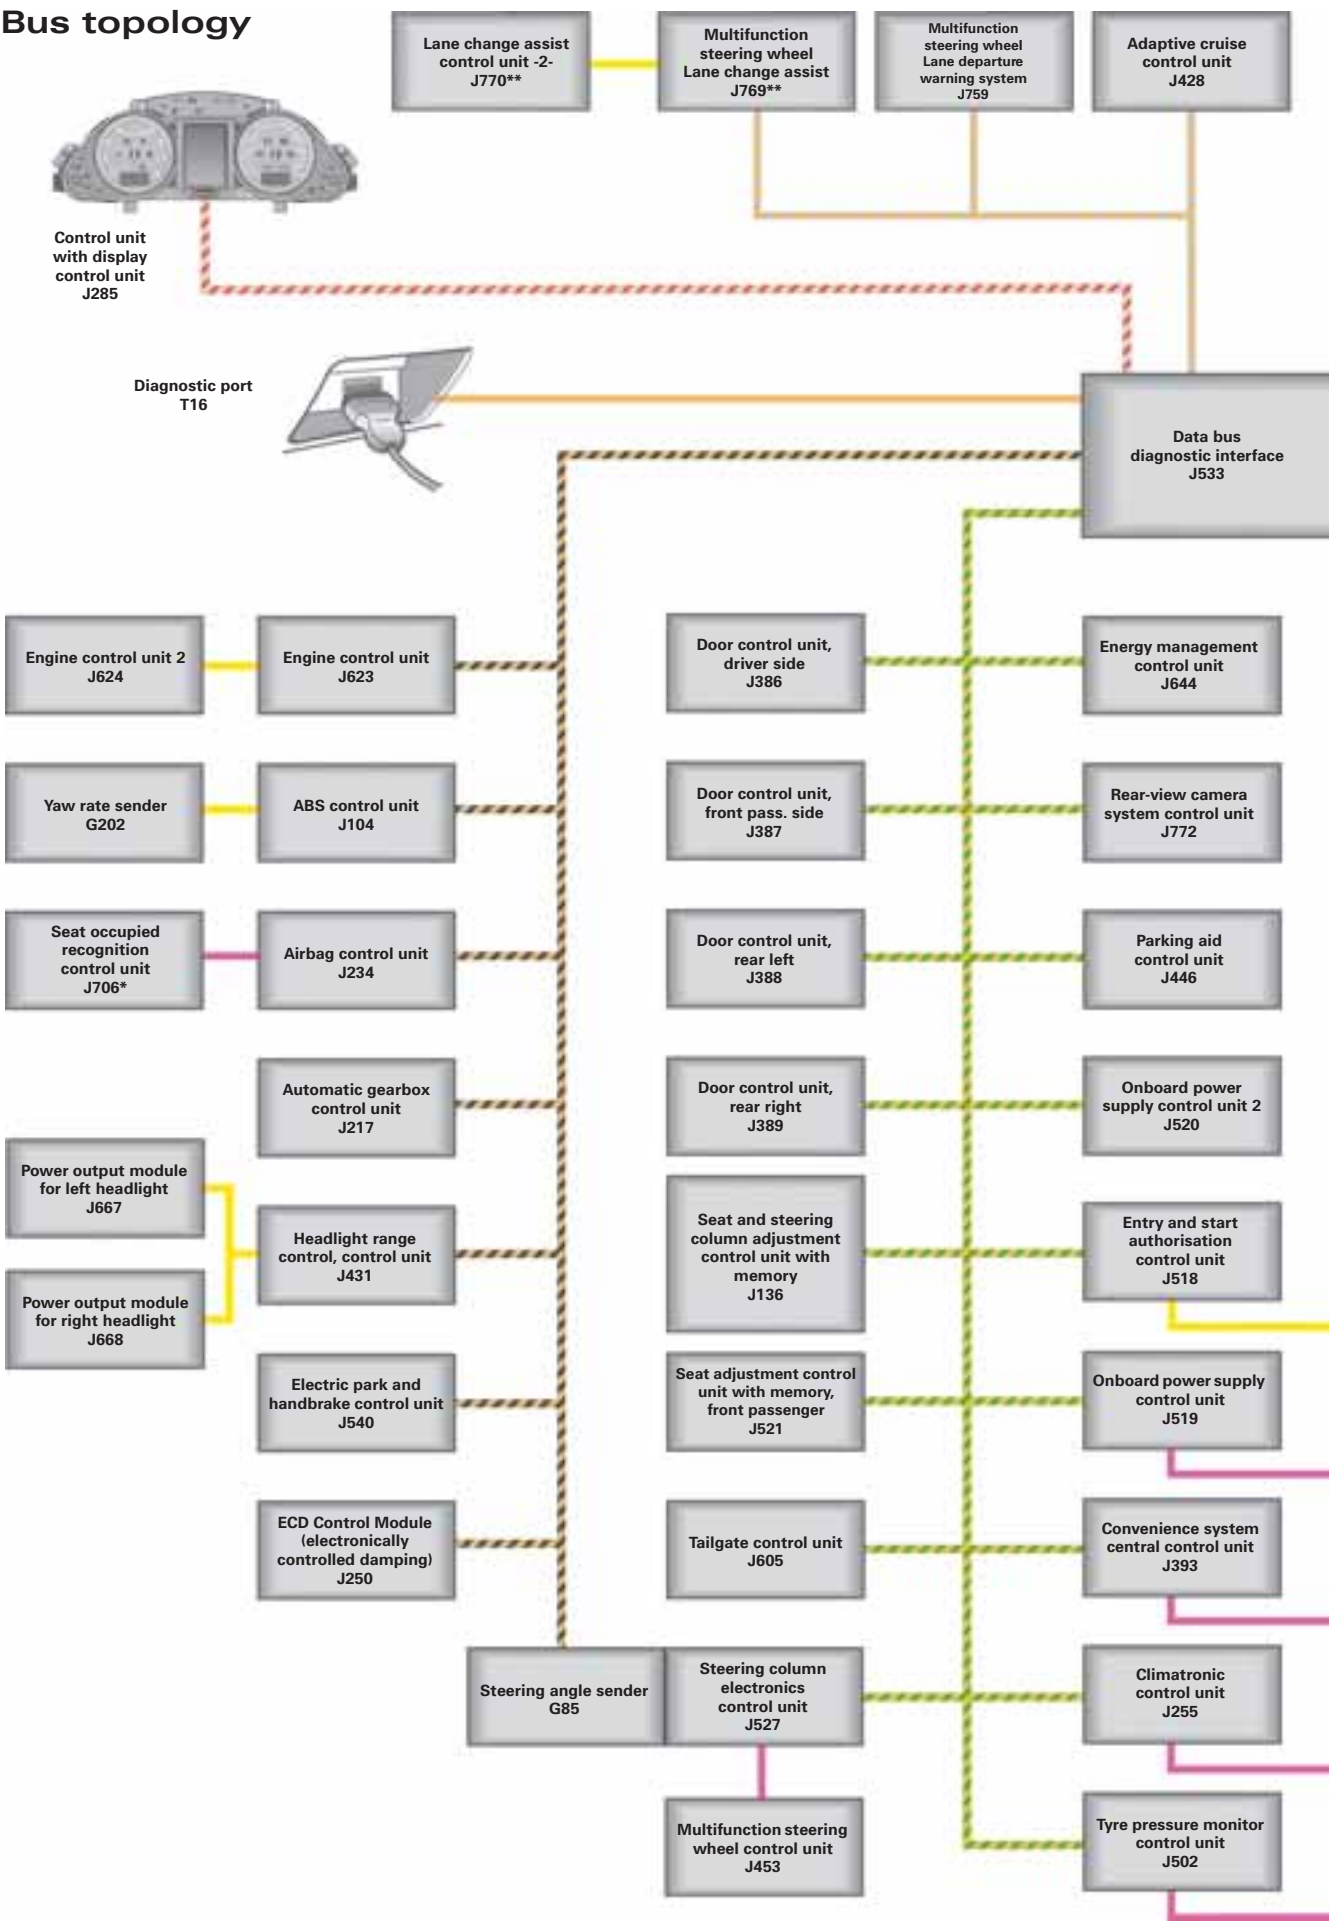 Bus topology
Lane change assist
control unit -2-
J770**
Multifunction
steering wheel
Lane change assist
J769**
Multifunction
steering wheel
Lane departure
warning system
J759
Adaptive cruise
control unit
J428
Control unit
with display
control unit
J285
Diagnostic port
T16
Data bus
diagnostic interface
J533
Engine control unit 2
J624
Engine control unit
J623
Door control unit,
driver side
J386
Energy management
control unit
J644
Yaw rate sender
G202
ABS control unit
J104
Door control unit,
front pass. side
J387
Rear-view camera
system control unit
J772
Seat occupied
recognition
control unit
J706*
Airbag control unit
J234
Door control unit,
rear left
J388
Parking aid
control unit
J446
Automatic gearbox
control unit
J217
Door control unit,
rear right
J389
Onboard power
supply control unit 2
J520
Power output module
for left headlight
J667
Power output module
for right headlight
J668
Headlight range
control, control unit
J431
Seat and steering
column adjustment
control unit with
memory
J136
Entry and start
authorisation
control unit
J518
Electric park and
handbrake control unit
J540
Seat adjustment control
unit with memory,
front passenger
J521
Onboard power supply
control unit
J519
ECD Control Module
(electronically
controlled damping)
J250
Tailgate control unit
J605
Convenience system
central control unit
J393
Steering angle sender
G85
Steering column
electronics
control unit
J527
Climatronic
control unit
J255
Multifunction steering
wheel control unit
J453
Tyre pressure monitor
control unit
J502